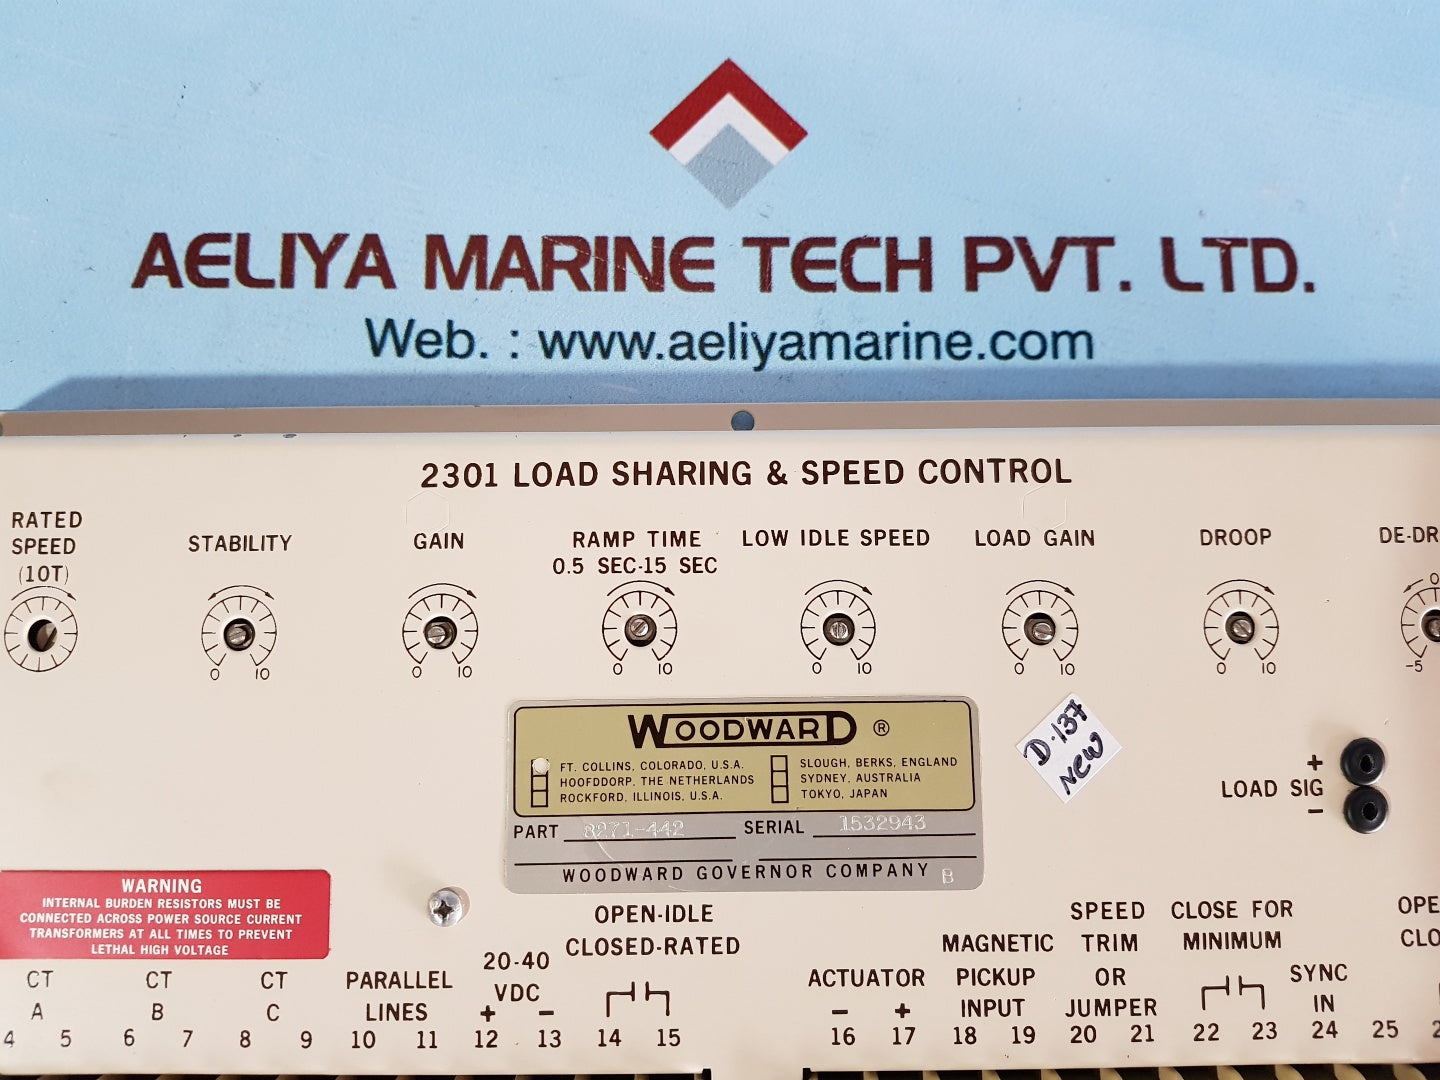 AELIYA MARINE TECH PVT. LTD.
Web. : www.aeliyamarine.com
2301 LOAD SHARING & SPEED CONTROL
RATED
SPEED
(10T)
STABILITY
0 10
GAIN
0 10
RAMP TIME
0.5 SEC-15 SEC
0 10
LOW IDLE SPEED
0 10
LOAD GAIN
0 10
DROOP
0 10
DE-DR
0
-5
WOODWARD ®
FT. COLLINS, COLORADO, U.S.A.
HOOFDDORP, THE NETHERLANDS
ROCKFORD, ILLINOIS, U.S.A.
SLOUGH, BERKS, ENGLAND
SYDNEY, AUSTRALIA
TOKYO, JAPAN
PART 8271-442 SERIAL 1532943
WOODWARD GOVERNOR COMPANY B
D-137
NEW
+
LOAD SIG
-
WARNING
INTERNAL BURDEN RESISTORS MUST BE
CONNECTED ACROSS POWER SOURCE CURRENT
TRANSFORMERS AT ALL TIMES TO PREVENT
LETHAL HIGH VOLTAGE
CT
A
4 5
CT
B
6 7
CT
C
8 9
PARALLEL
LINES
10 11
20-40
VDC
+ -
12 13
OPEN-IDLE
CLOSED-RATED
14 15
ACTUATOR
- +
16 17
MAGNETIC
PICKUP
INPUT
18 19
SPEED
TRIM
OR
JUMPER
20 21
CLOSE FOR
MINIMUM
22 23
SYNC
IN
24 25
OPE
CLO
2